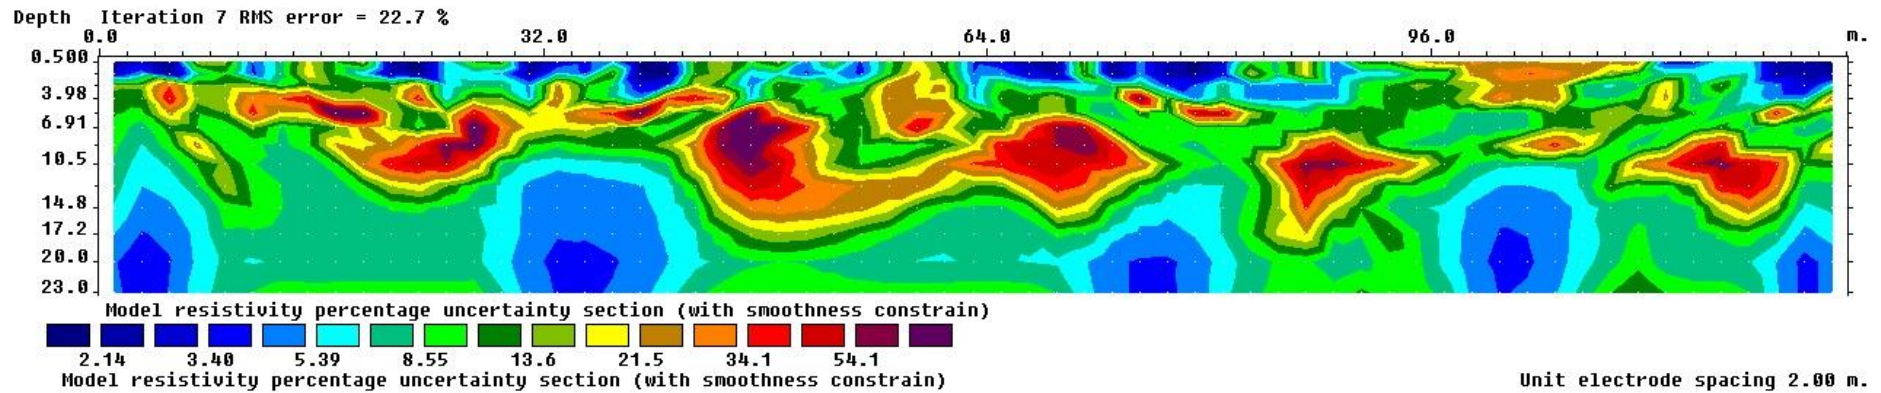 Depth Iteration 7 RMS error = 22.7 %
0.0 32.0 64.0 96.0 m.
0.500
3.98
6.91
10.5
14.8
17.2
20.0
23.0
Model resistivity percentage uncertainty section (with smoothness constrain)
2.14 3.40 5.39 8.55 13.6 21.5 34.1 54.1
Model resistivity percentage uncertainty section (with smoothness constrain)
Unit electrode spacing 2.00 m.